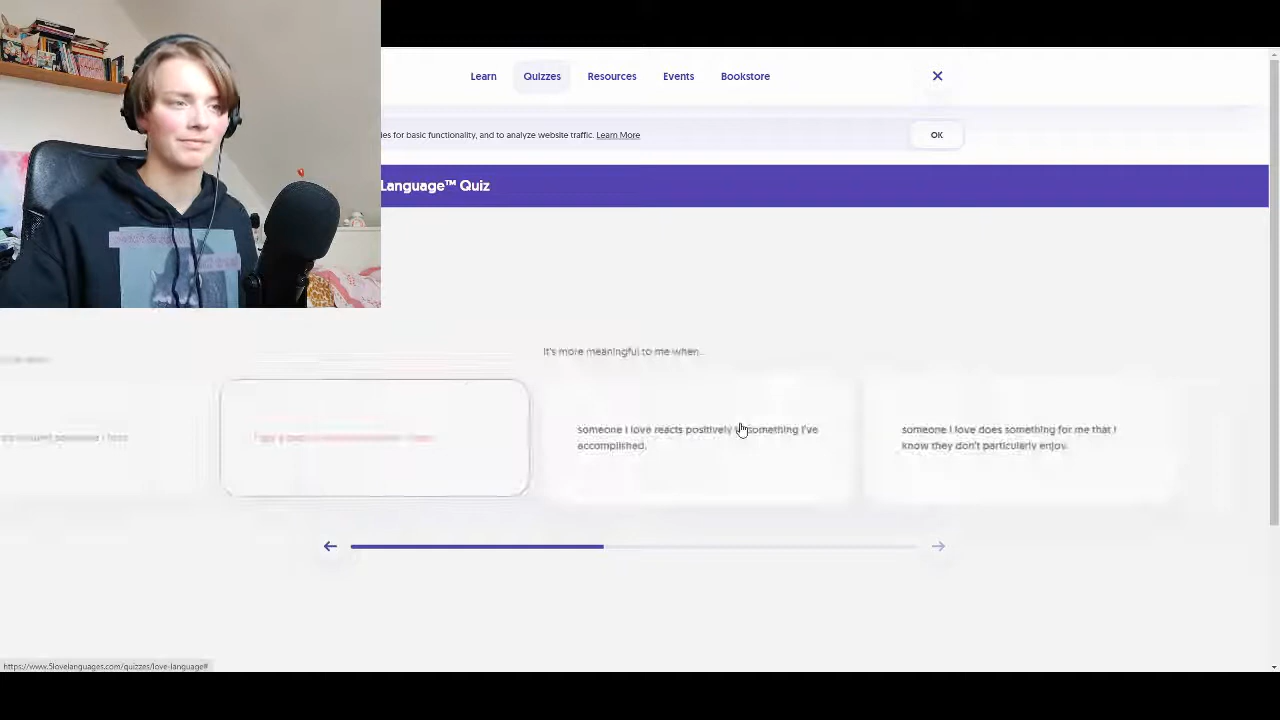 Learn
Quizzes
Resources
Events
Bookstore
ies for basic functionality, and to analyze website traffic. Learn More
OK
Language™ Quiz
It's more meaningful to me when...
someone I love reacts positively something I've
accomplished.
someone I love does something for me that I
know they don't particularly enjoy.
https://www.5lovelanguages.com/quizzes/love-language#